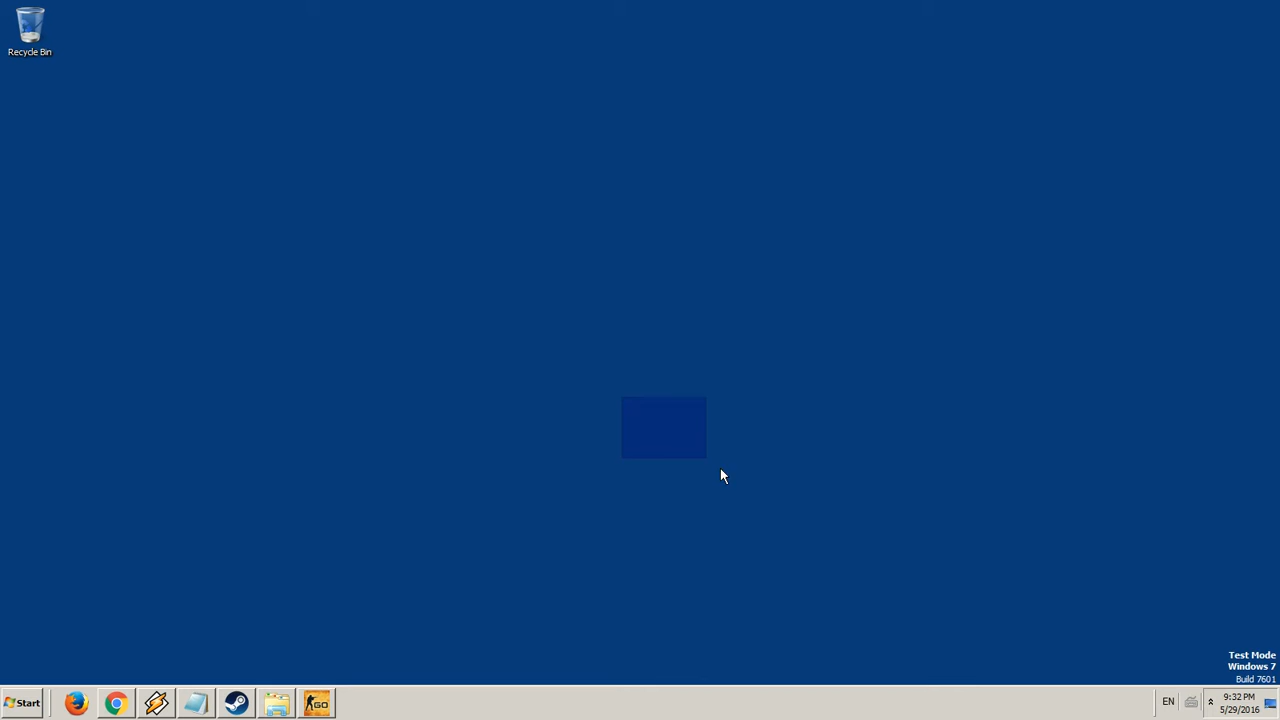 Recycle Bin
Test Mode
Windows 7
Build 7601
Start
GO
EN
9:32 PM
5/29/2016